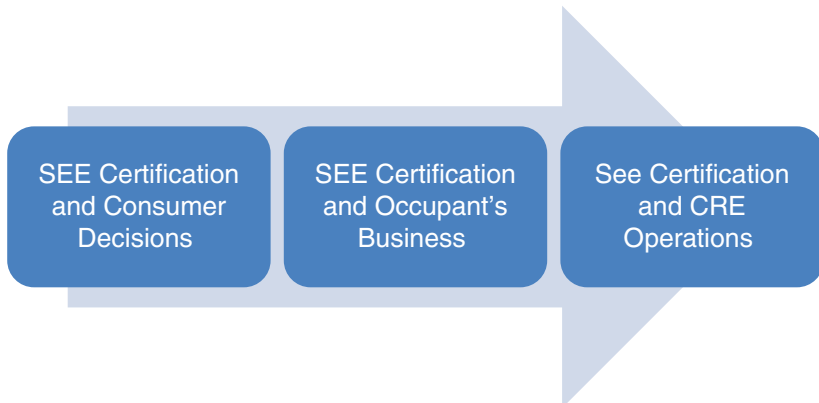 SEE Certification
and Consumer
Decisions
SEE Certification
and Occupant's
Business
See Certification
and CRE
Operations